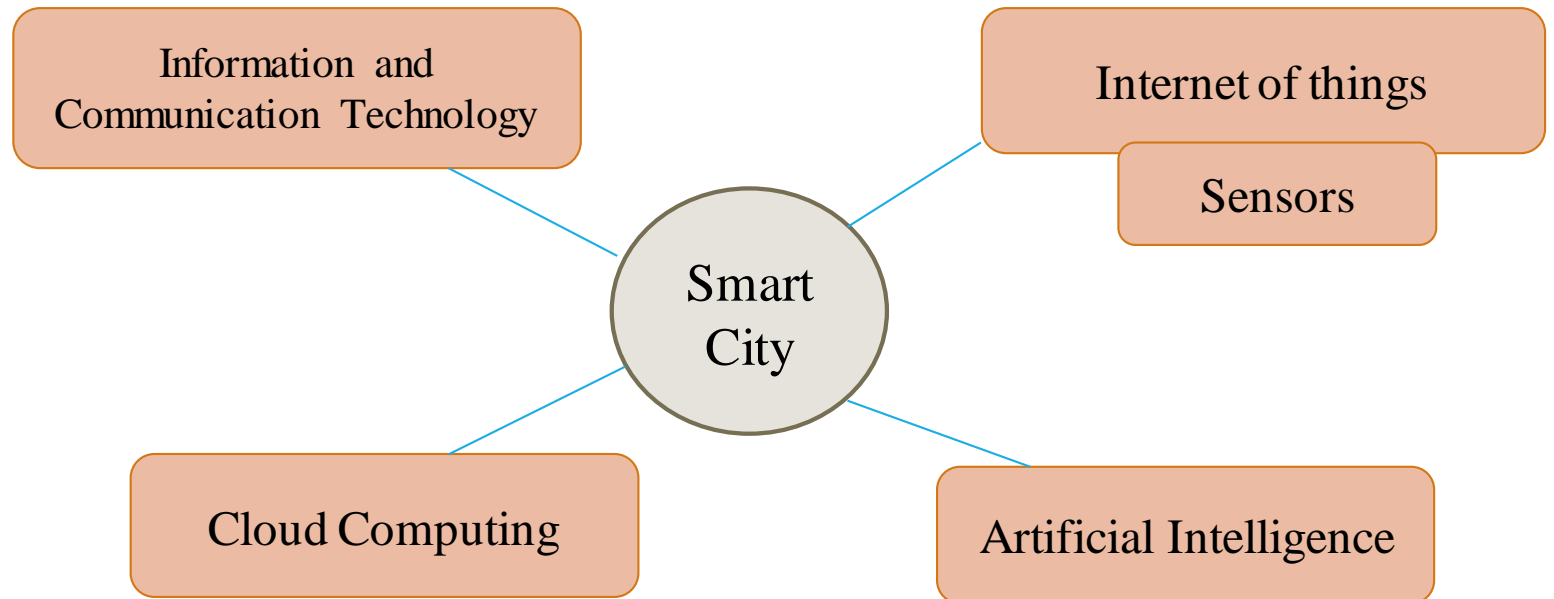 Information and
Communication Technology
Internet of things
Sensors
Smart
City
Cloud Computing
Artificial Intelligence